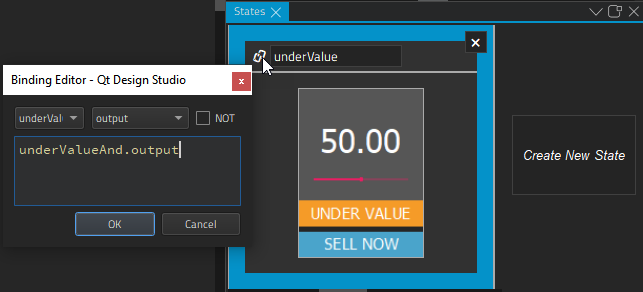 States
underValue
Binding Editor - Qt Design Studio
underVal
output
NOT
underValueAnd.output
OK
Cancel
50.00
UNDER VALUE
SELL NOW
Create New State